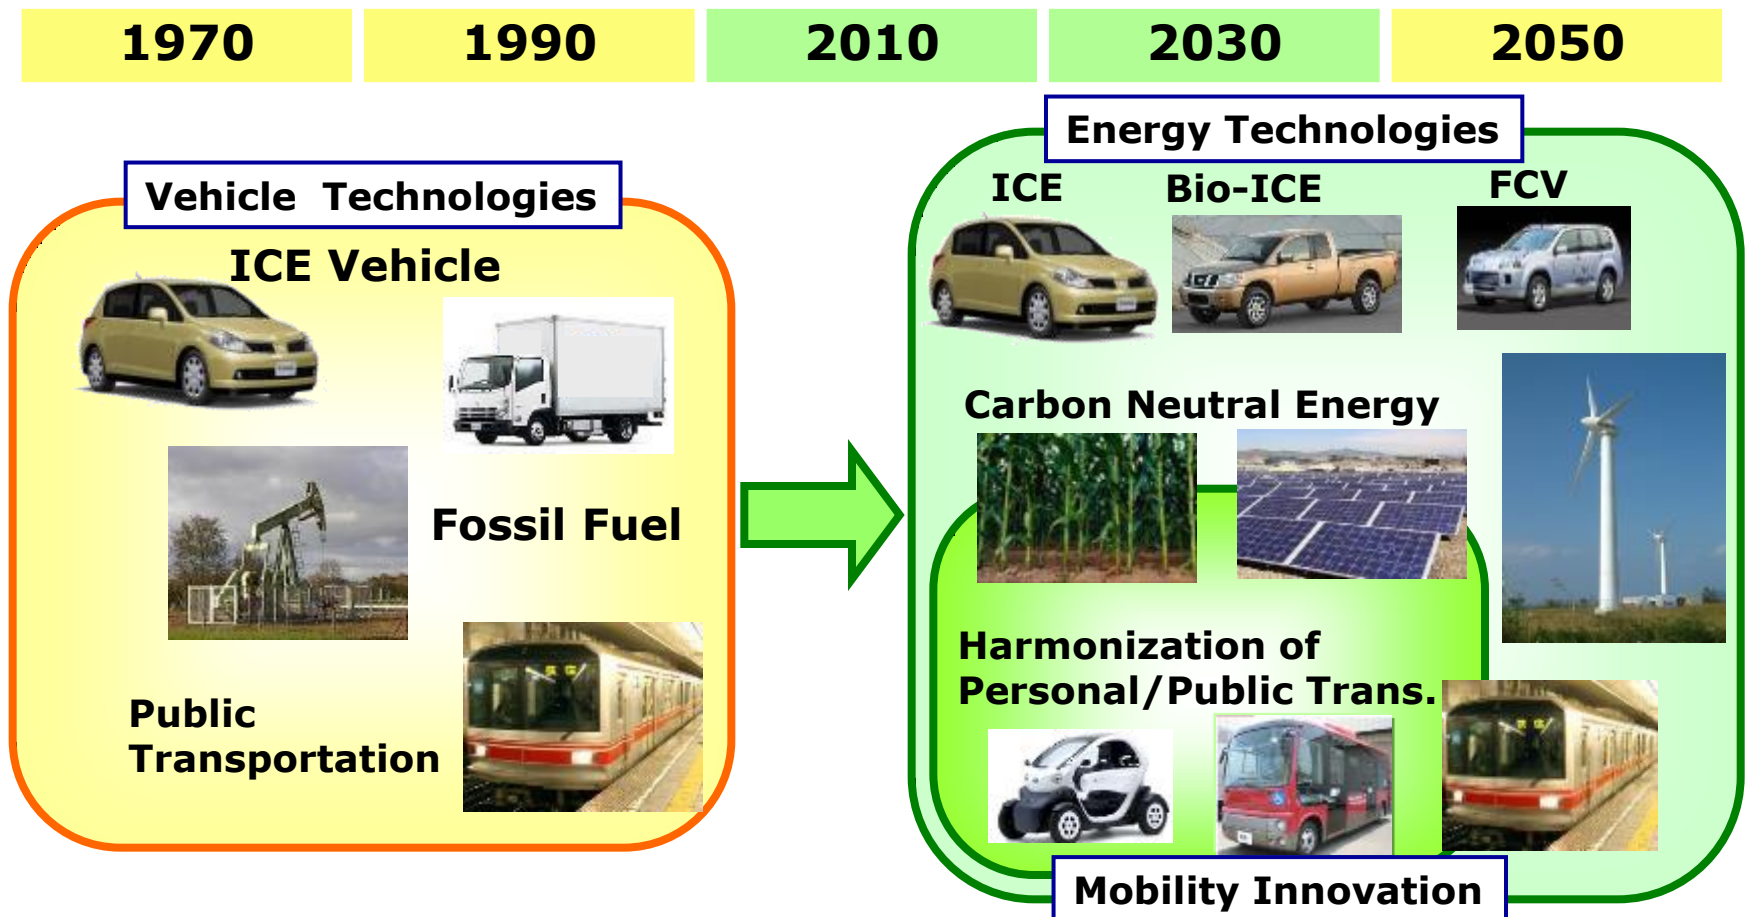 1970 1990 2010 2030 2050
Vehicle Technologies
ICE Vehicle
Fossil Fuel
Public
Transportation
Energy Technologies
ICE Bio-ICE FCV
Carbon Neutral Energy
Harmonization of
Personal/Public Trans.
Mobility Innovation